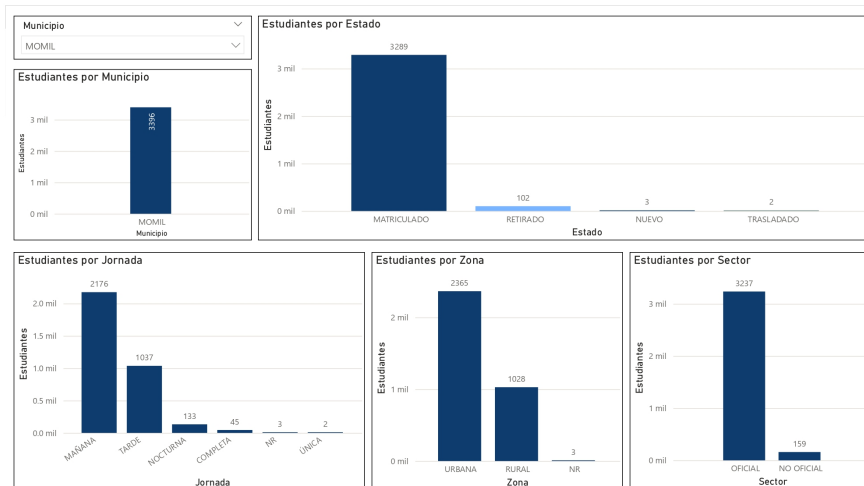 Municipio
MOMIL
Estudiantes por Municipio
Estudiantes
3 mil
2 mil
1 mil
0 mil
3396
MOMIL
Municipio
Estudiantes por Estado
Estudiantes
3 mil
2 mil
1 mil
0 mil
3289
102
3
2
MATRICULADO RETIRADO NUEVO TRASLADADO
Estado
Estudiantes por Jornada
Estudiantes
2.0 mil
1.5 mil
1.0 mil
0.5 mil
0.0 mil
2176
1037
133
45
3
2
MAÑANA TARDE NOCTURNA COMPLETA NR ÚNICA
Jornada
Estudiantes por Zona
Estudiantes
2 mil
1 mil
0 mil
2365
1028
3
URBANA RURAL NR
Zona
Estudiantes por Sector
Estudiantes
3 mil
2 mil
1 mil
0 mil
3237
159
OFICIAL NO OFICIAL
Sector